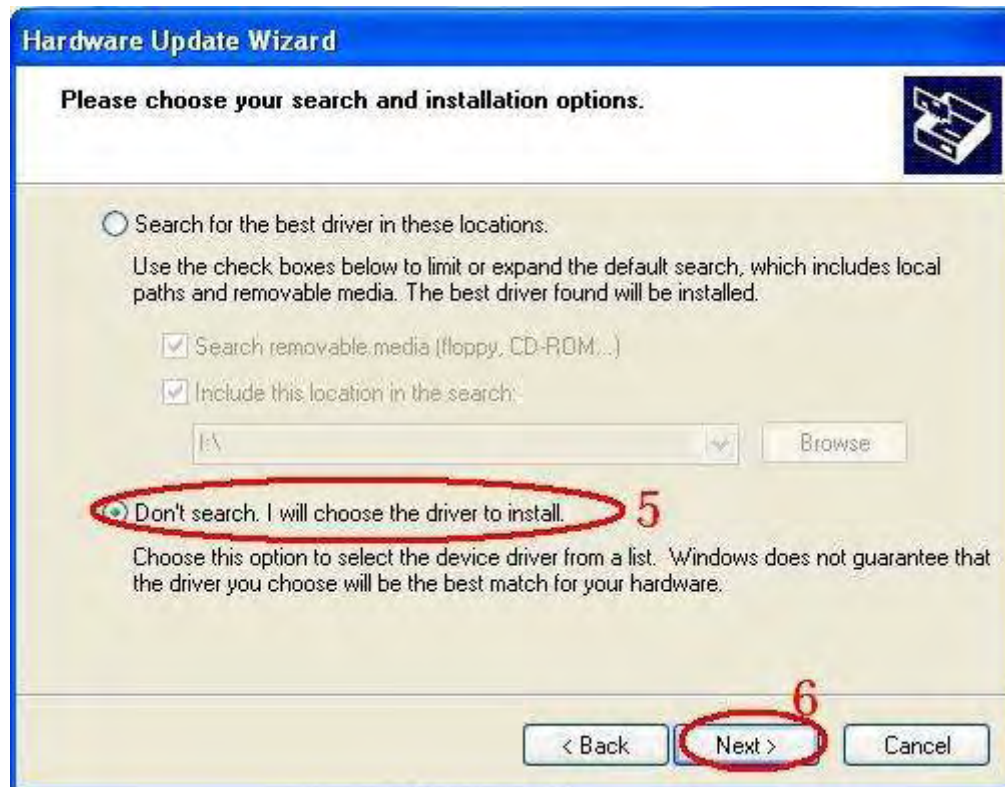 Hardware Update Wizard
Please choose your search and installation options.
Search for the best driver in these locations.
Use the check boxes below to limit or expand the default search, which includes local
paths and removable media. The best driver found will be installed.
Search removable media (floppy, CD-ROM...)
Include this location in the search:
I:\
Browse
Don't search. I will choose the driver to install.
5
Choose this option to select the device driver from a list. Windows does not guarantee that
the driver you choose will be the best match for your hardware.
6
< Back
Next >
Cancel